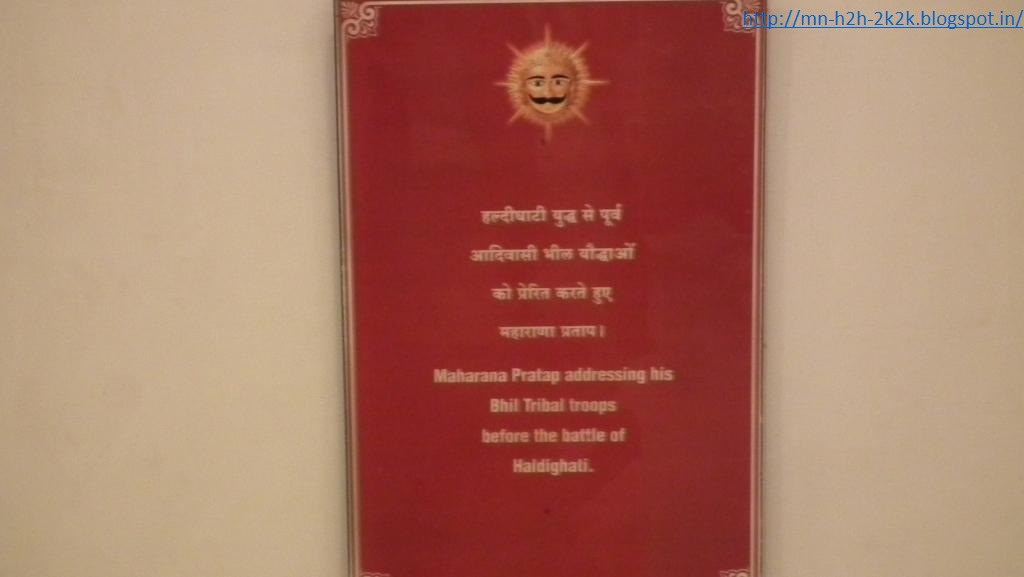 http://mn-h2h-2k2k.blogspot.in/
हल्दीघाटी युद्ध से पूर्व
आदिवासी भील यौद्धाओं
को प्रेरित करते हुए
महाराणा प्रताप।
Maharana Pratap addressing his
Bhil Tribal troops
before the battle of
Haldighati.